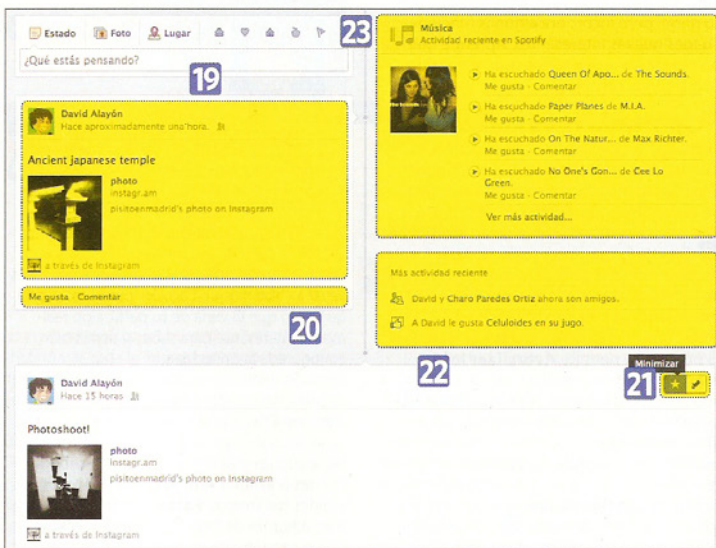 Estado Foto Lugar
¿Qué estás pensando?
19
David Alayón
Hace aproximadamente una hora.
Ancient japanese temple
photo
instagr.am
pisitoenmadrid's photo on Instagram
a través de Instagram
Me gusta · Comentar
20
23
Música
Actividad reciente en Spotify
Ha escuchado Queen Of Apo... de The Sounds.
Me gusta · Comentar
Ha escuchado Paper Planes de M.I.A.
Me gusta · Comentar
Ha escuchado On The Natur... de Max Richter.
Me gusta · Comentar
Ha escuchado No One's Gon... de Cee Lo
Green.
Me gusta · Comentar
Ver más actividad...
Más actividad reciente
David y Charo Paredes Ortiz ahora son amigos.
A David le gusta Celuloides en su jugo.
22
Minimizar
21
David Alayón
Hace 15 horas
Photoshoot!
photo
instagr.am
pisitoenmadrid's photo on Instagram
a través de Instagram